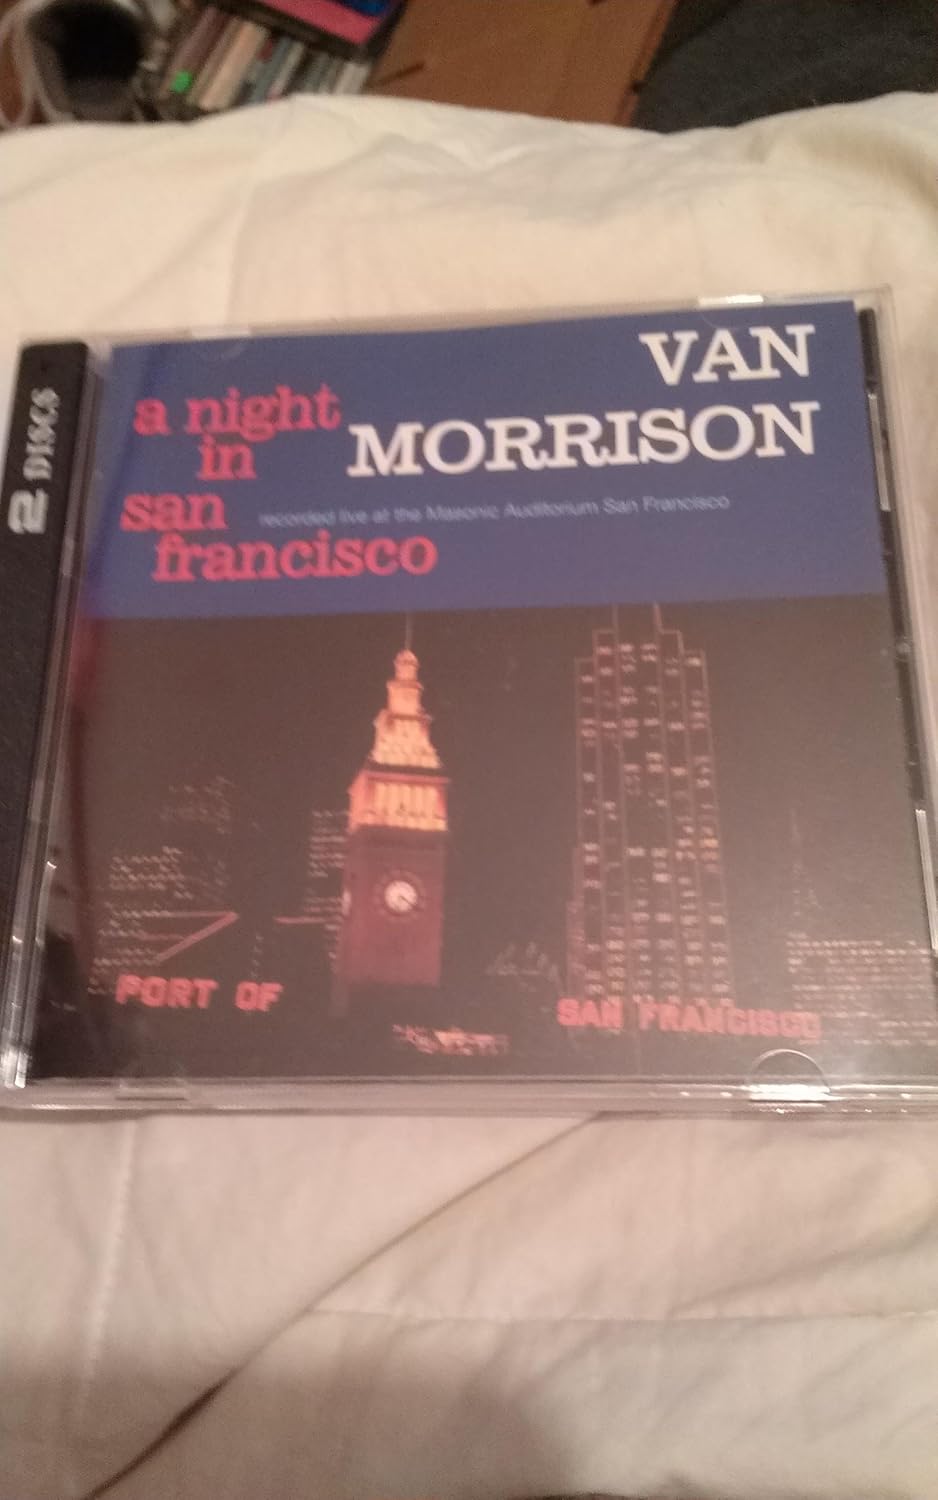 2 DISCS
VAN
MORRISON
a night
in
san
francisco
recorded live at the Masonic Auditorium San Francisco
PORT OF
SAN FRANCISCO